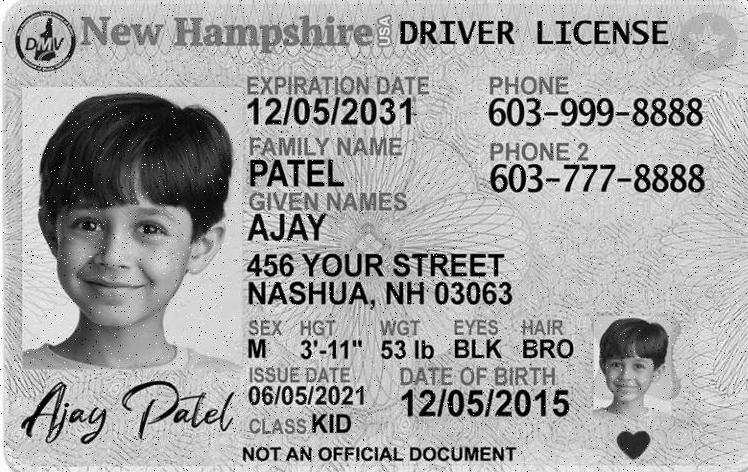 DMV New Hampshire USA DRIVER LICENSE
EXPIRATION DATE PHONE
12/05/2031 603-999-8888
FAMILY NAME PHONE 2
PATEL 603-777-8888
GIVEN NAMES
AJAY
456 YOUR STREET
NASHUA, NH 03063
SEX HGT WGT EYES HAIR
M 3'-11" 53 lb BLK BRO
ISSUE DATE DATE OF BIRTH
06/05/2021 12/05/2015
CLASS KID
Ajay Patel
NOT AN OFFICIAL DOCUMENT